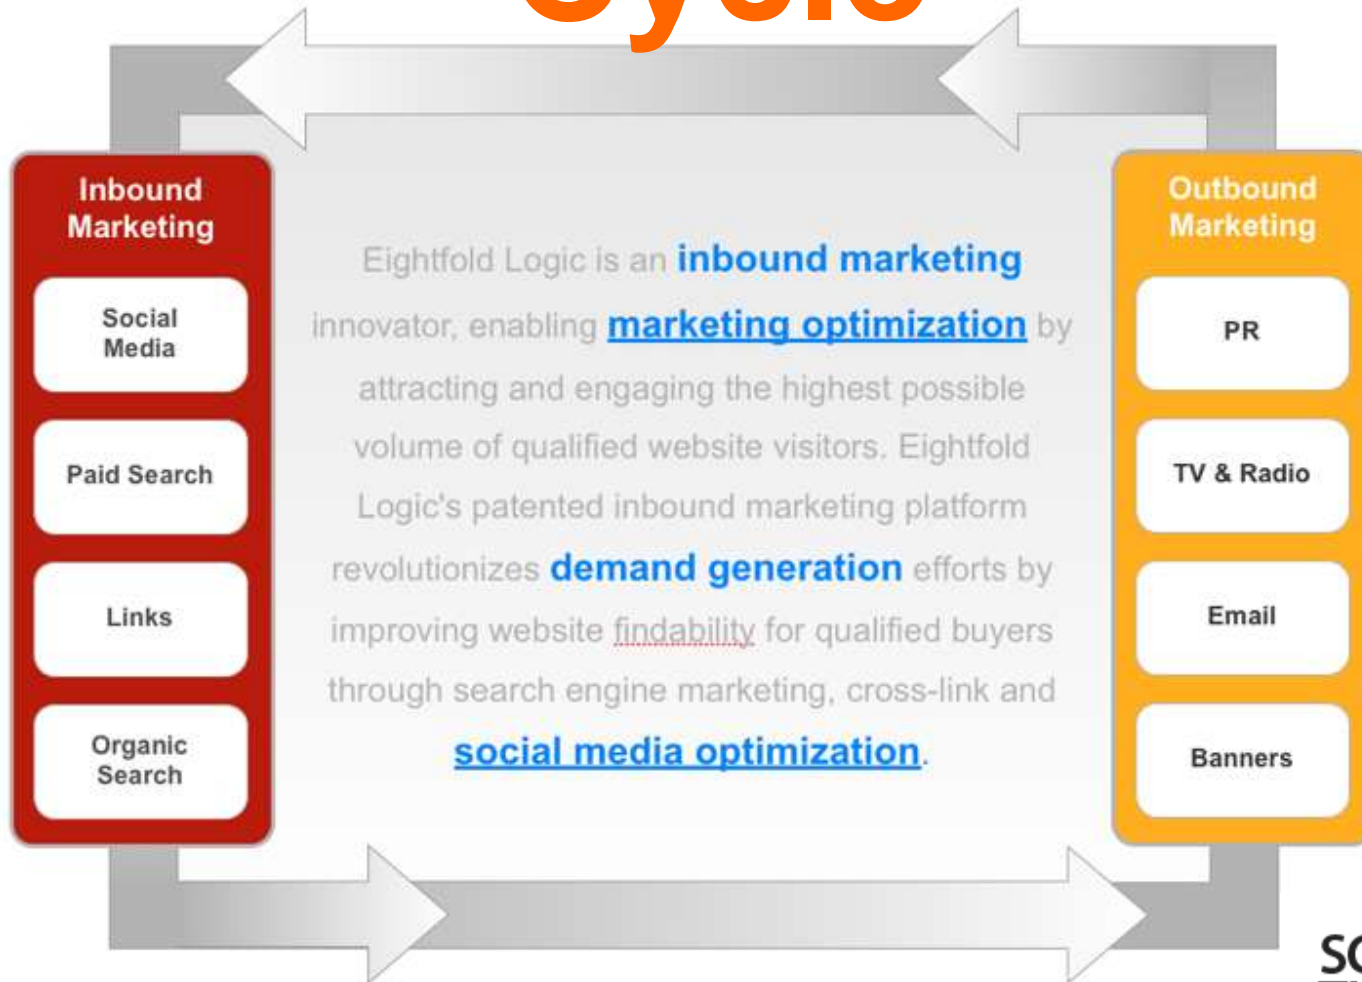 Cycle
Inbound
Marketing
Social
Media
Paid Search
Links
Organic
Search
Eightfold Logic is an inbound marketing
innovator, enabling marketing optimization by
attracting and engaging the highest possible
volume of qualified website visitors. Eightfold
Logic's patented inbound marketing platform
revolutionizes demand generation efforts by
improving website findability for qualified buyers
through search engine marketing, cross-link and
social media optimization.
Outbound
Marketing
PR
TV & Radio
Email
Banners